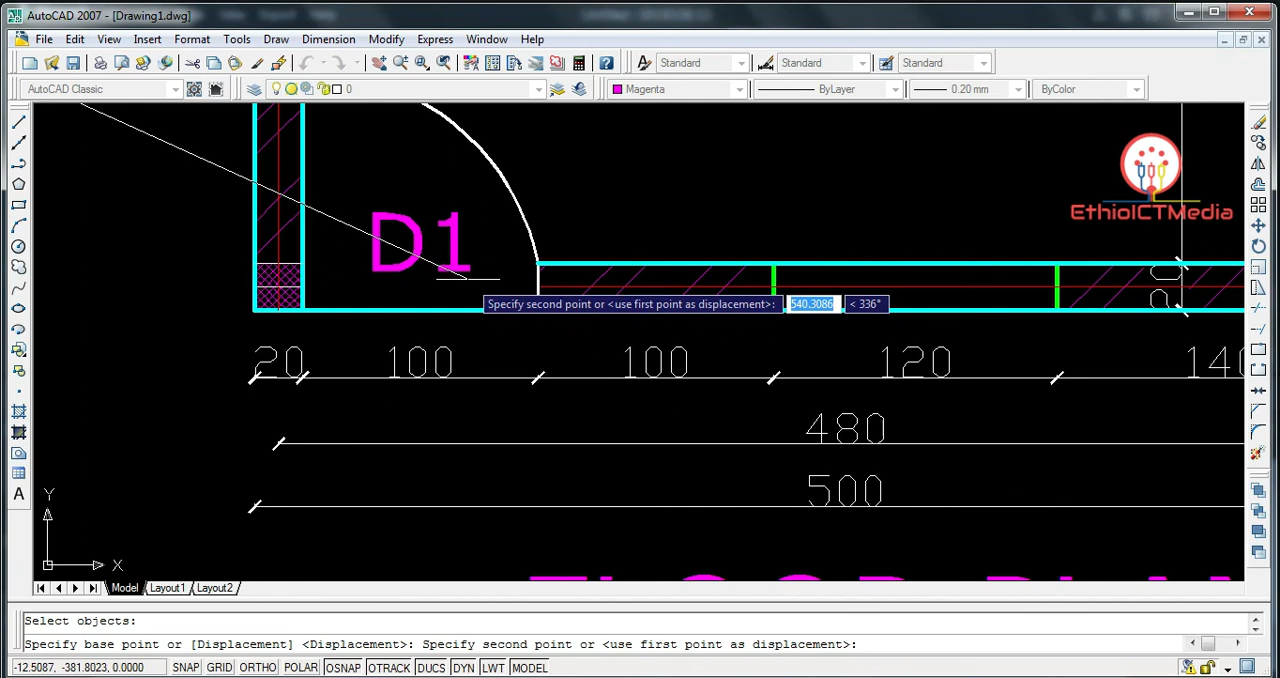 AutoCAD 2007 - [Drawing1.dwg]
File Edit View Insert Format Tools Draw Dimension Modify Express Window Help
Standard Standard Standard
AutoCAD Classic 0 Magenta ByLayer 0.20 mm ByColor
EthioICTMedia
D1
Specify second point or <use first point as displacement>: 540.3086 < 336°
20 100 100 120 140
480
500
Y
X
Model Layout1 Layout2
Select objects:
Specify base point or [Displacement] <Displacement>: Specify second point or <use first point as displacement>:
-12.5087, -381.8023, 0.0000 SNAP GRID ORTHO POLAR OSNAP OTRACK DUCS DYN LWT MODEL